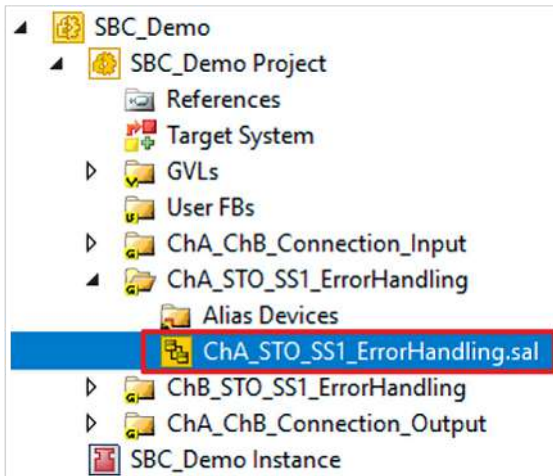 SBC_Demo
SBC_Demo Project
References
Target System
GVLs
User FBs
ChA_ChB_Connection_Input
ChA_STO_SS1_ErrorHandling
Alias Devices
ChA_STO_SS1_ErrorHandling.sal
ChB_STO_SS1_ErrorHandling
ChA_ChB_Connection_Output
SBC_Demo Instance